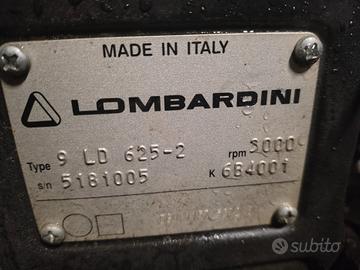 MADE IN ITALY
LOMBARDINI
Type 9 LD 625-2 rpm 3000
s/n 5181005 K 6B4001
subito